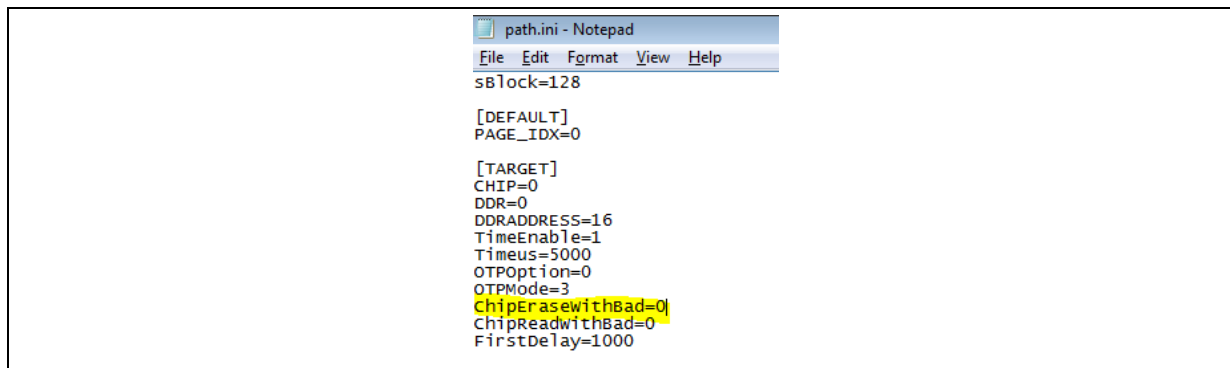 path.ini - Notepad
File Edit Format View Help
sBlock=128
[DEFAULT]
PAGE_IDX=0
[TARGET]
CHIP=0
DDR=0
DDRADDRESS=16
TimeEnable=1
Timeus=5000
OTPOption=0
OTPMode=3
ChipEraseWithBad=0
ChipReadWithBad=0
FirstDelay=1000